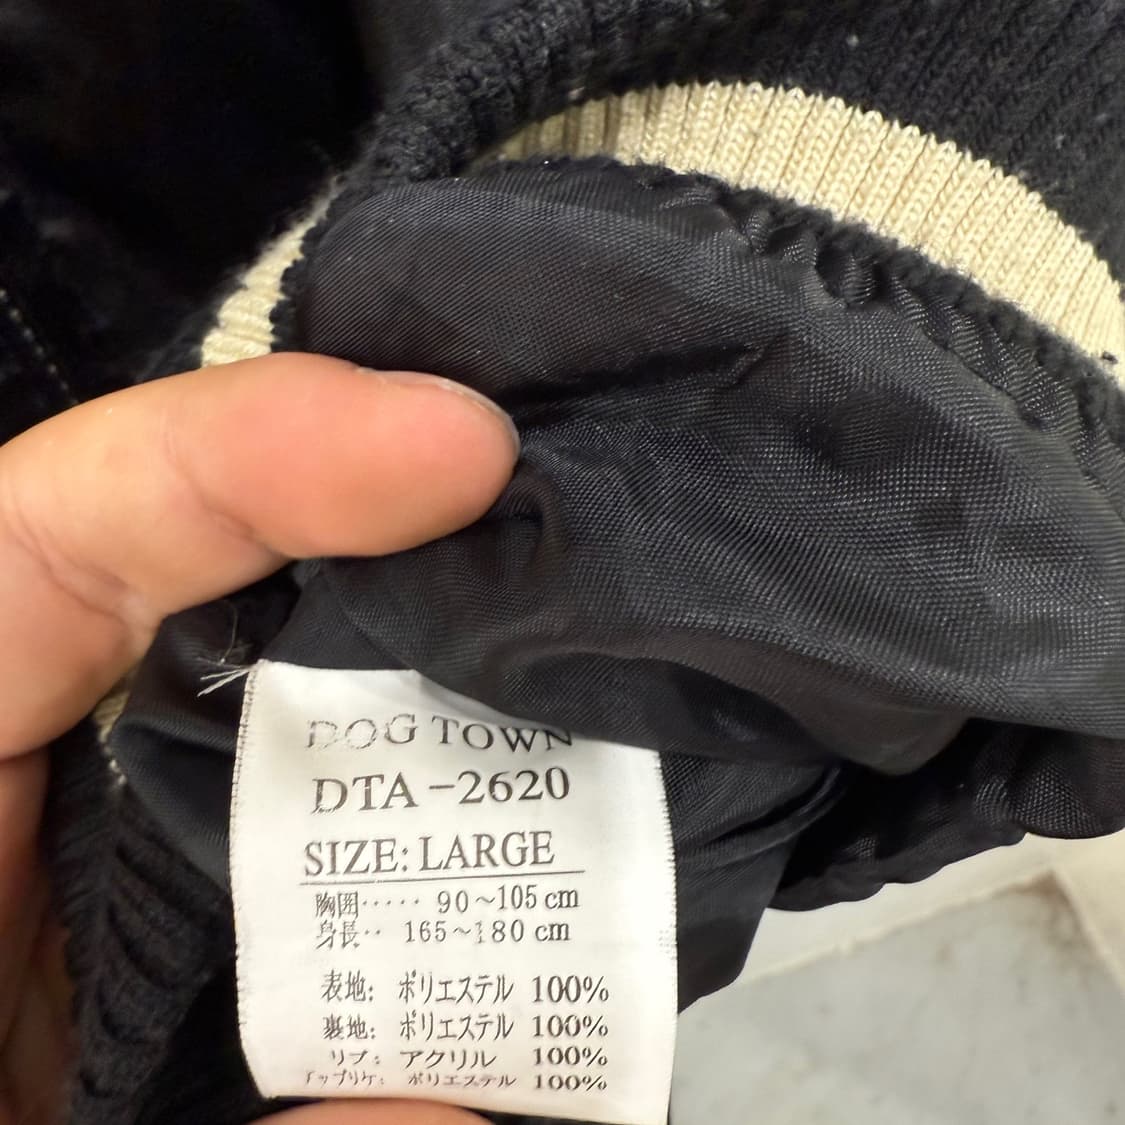 DOG TOWN
DTA-2620
SIZE: LARGE
胸囲・・・・・ 90~105 cm
身長・・ 165~180 cm
表地: ポリエステル 100%
裏地: ポリエステル 100%
リブ: アクリル 100%
アップリケ: ポリエステル 100%